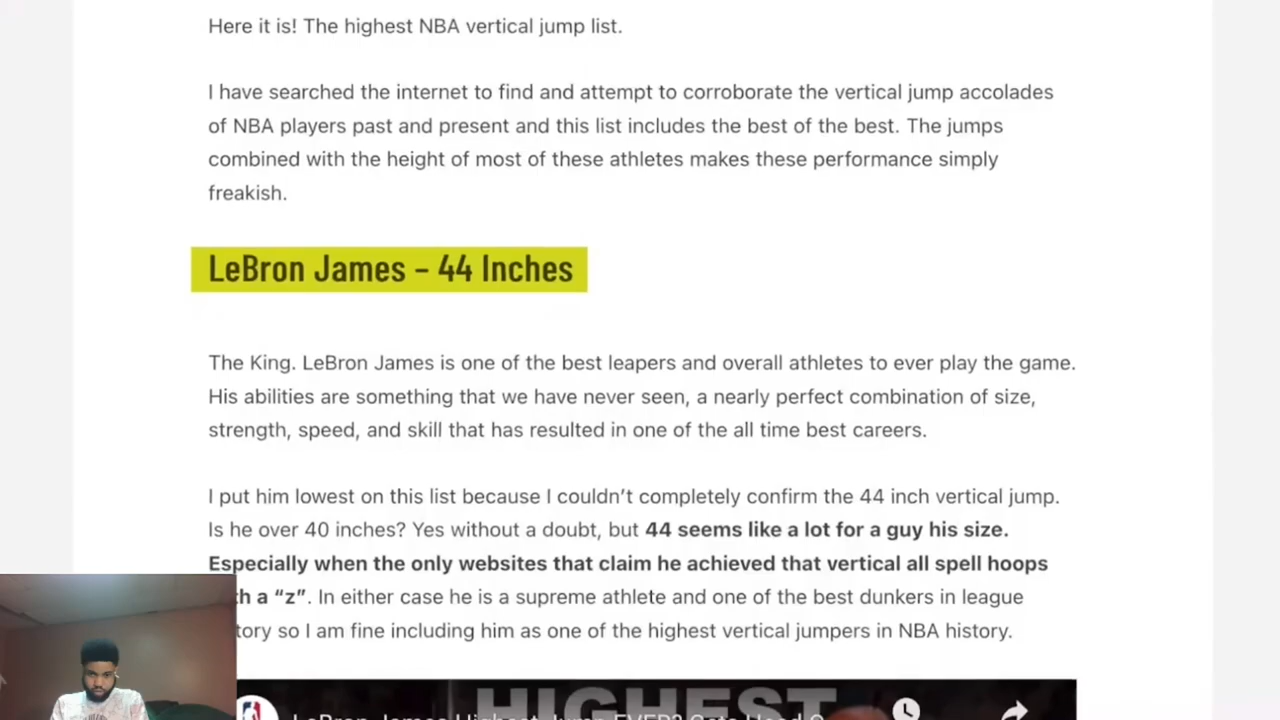 Here it is! The highest NBA vertical jump list.
I have searched the internet to find and attempt to corroborate the vertical jump accolades
of NBA players past and present and this list includes the best of the best. The jumps
combined with the height of most of these athletes makes these performance simply
freakish.
LeBron James – 44 Inches
The King. LeBron James is one of the best leapers and overall athletes to ever play the game.
His abilities are something that we have never seen, a nearly perfect combination of size,
strength, speed, and skill that has resulted in one of the all time best careers.
I put him lowest on this list because I couldn’t completely confirm the 44 inch vertical jump.
Is he over 40 inches? Yes without a doubt, but 44 seems like a lot for a guy his size.
Especially when the only websites that claim he achieved that vertical all spell hoops
a “z”. In either case he is a supreme athlete and one of the best dunkers in league
so I am fine including him as one of the highest vertical jumpers in NBA history.
HIGHEST
LeBron James Highest Jump EVER?